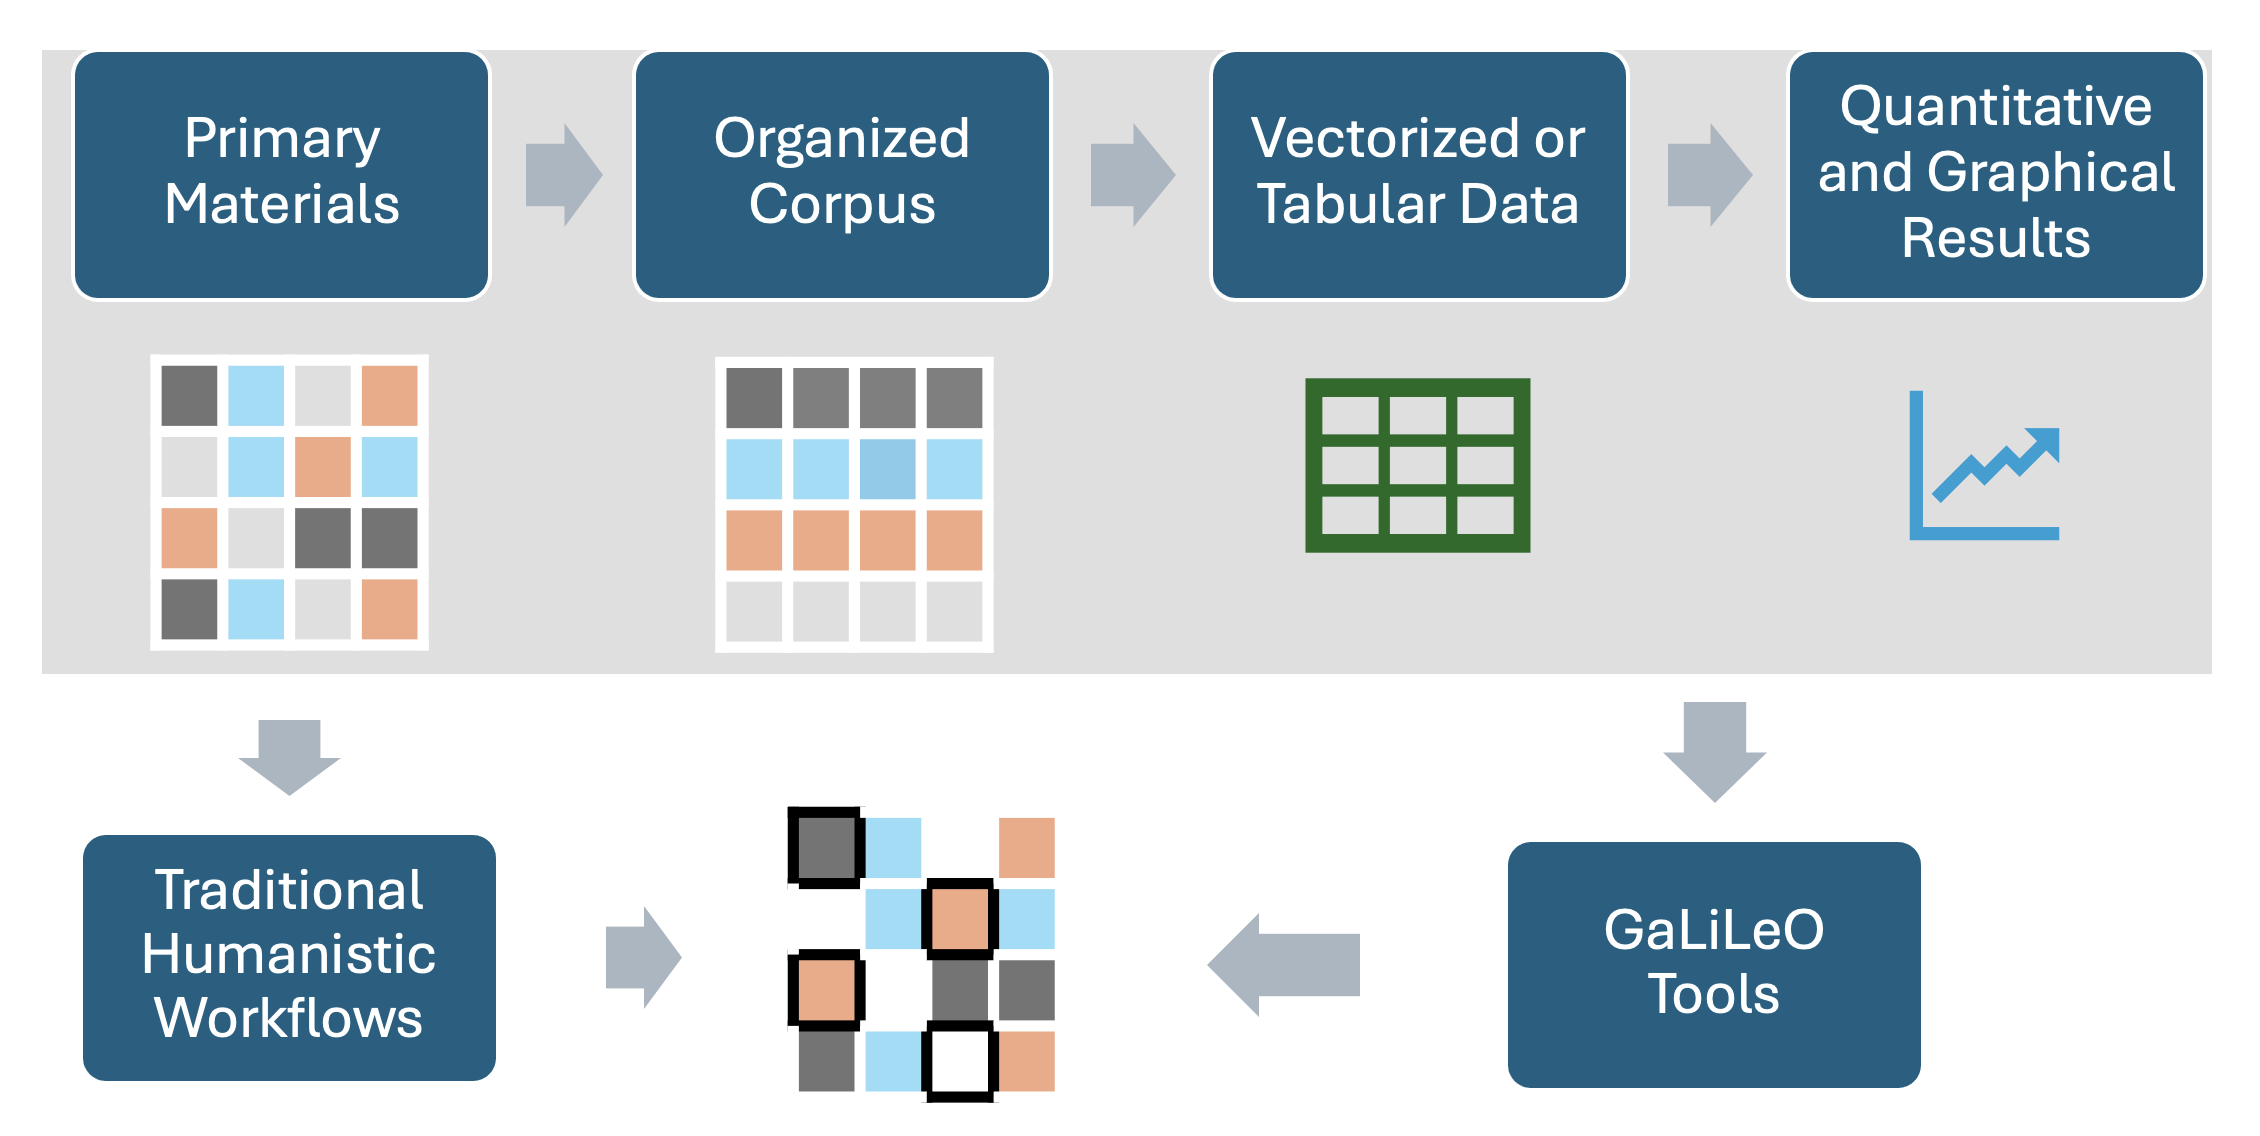 Primary
Materials
Organized
Corpus
Vectorized or
Tabular Data
Quantitative
and Graphical
Results
Traditional
Humanistic
Workflows
GaLiLeO
Tools